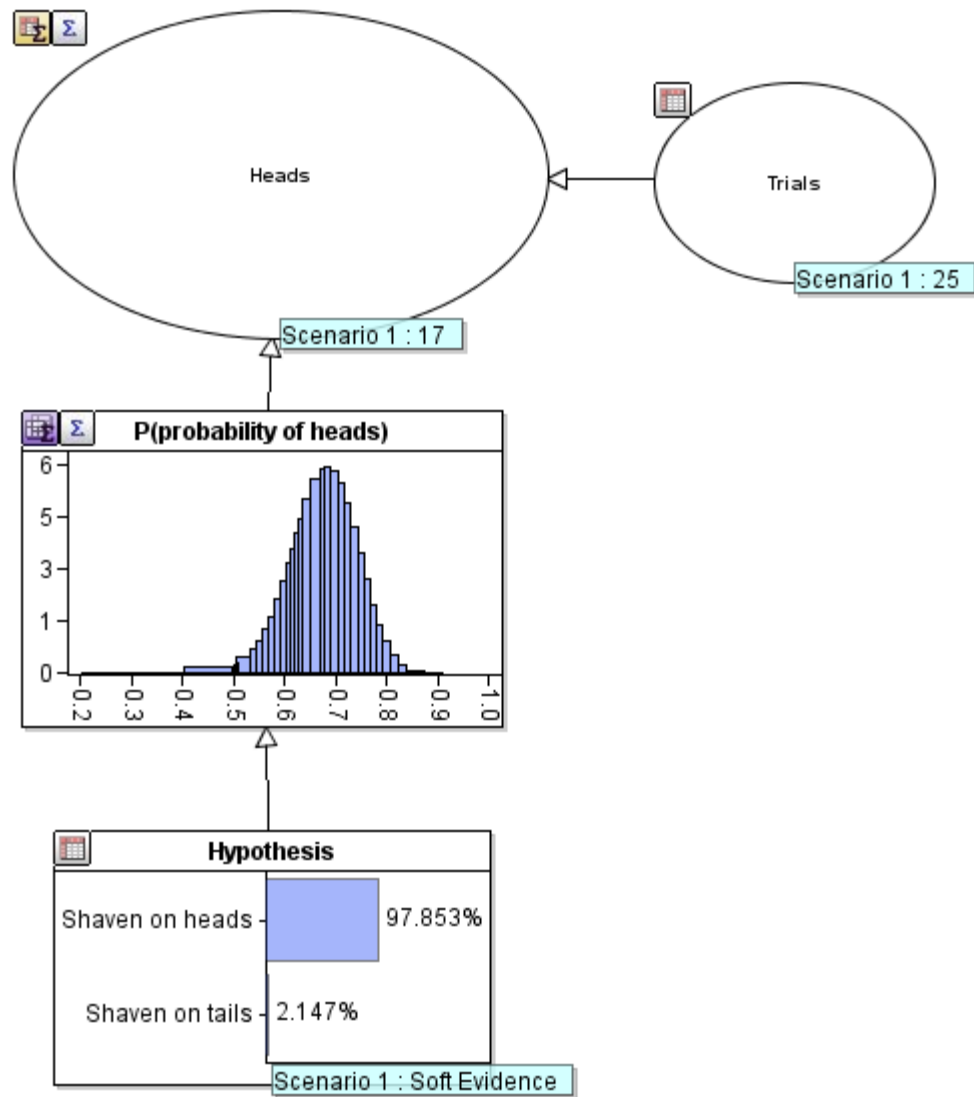 Σ Σ
Heads
Trials
Scenario 1 : 25
Scenario 1 : 17
Σ Σ
P(probability of heads)
6
5
3
1
0
0.2 0.3 0.4 0.5 0.6 0.7 0.8 0.9 1.0
Hypothesis
Shaven on heads 97.853%
Shaven on tails 2.147%
Scenario 1 : Soft Evidence